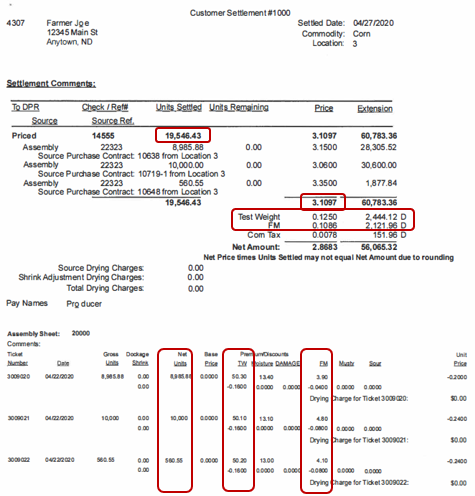 Customer Settlement #1000
4307 Farmer Joe Settled Date: 04/27/2020
12345 Main St Commodity: Corn
Anytown, ND Location: 3
Settlement Comments:
To DPR Check / Ref# Units Settled Units Remaining Price Extension
Source Source Ref.
Priced 14555 19,546.43 3.1097 60,783.36
Assembly 22323 8,985.88 0.00 3.1500 28,305.52
Source Purchase Contract: 10638 from Location 3
Assembly 22323 10,000.00 0.00 3.0600 30,600.00
Source Purchase Contract: 10719-1 from Location 3
Assembly 22323 560.55 0.00 3.3500 1,877.84
Source Purchase Contract: 10648 from Location 3
19,546.43 3.1097 60,783.36
Test Weight 0.1250 2,444.12 D
FM 0.1086 2,121.96 D
Corn Tax 0.0078 151.96 D
Net Amount: 2.8683 56,065.32
Net Price times Units Settled may not equal Net Amount due to rounding
Source Drying Charges: 0.00
Shrink Adjustment Drying Charges: 0.00
Total Drying Charges: 0.00
Pay Names Producer
Assembly Sheet: 20000
Comments:
Ticket Gross Dockage Net Base Premium/Discounts Unit
Number Date Units Shrink Units Price TW Moisture DAMAGE FM Musty Sour Price
3009020 04/22/2020 8,985.88 0.00 8,985.88 0.0000 50.30 13.40 3.90 -0.2000
0.00 -0.1600 0.0000 0.0000 -0.0400 0.0000 0.0000
Drying Charge for Ticket 3009020: $0.00
3009021 04/22/2020 10,000 0.00 10,000 0.0000 50.10 13.10 4.80 -0.2400
0.00 -0.1600 0.0000 0.0000 -0.0800 0.0000 0.0000
Drying Charge for Ticket 3009021: $0.00
3009022 04/22/2020 560.55 0.00 560.55 0.0000 50.20 13.00 4.10 -0.2400
0.00 -0.1600 0.0000 0.0000 -0.0800 0.0000 0.0000
Drying Charge for Ticket 3009022: $0.00